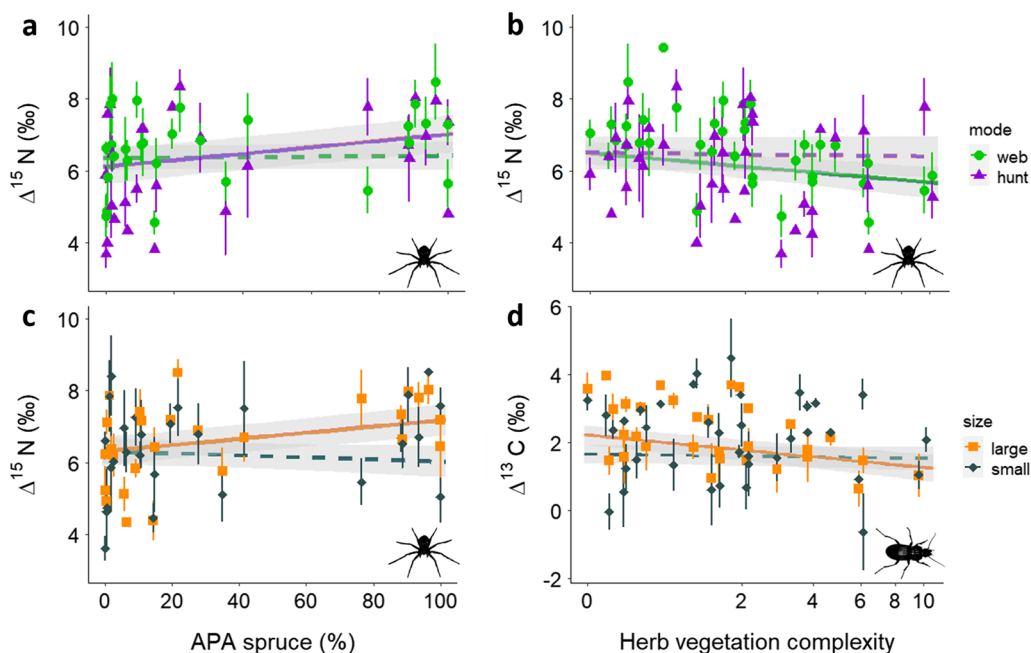 a
10
8
6
4
Δ15 N (‰)
b
10
8
6
4
Δ15 N (‰)
mode
web
hunt
c
10
8
6
4
Δ15 N (‰)
0 20 40 60 80 100
APA spruce (%)
d
6
4
2
0
-2
Δ13 C (‰)
0 2 4 6 8 10
Herb vegetation complexity
size
large
small